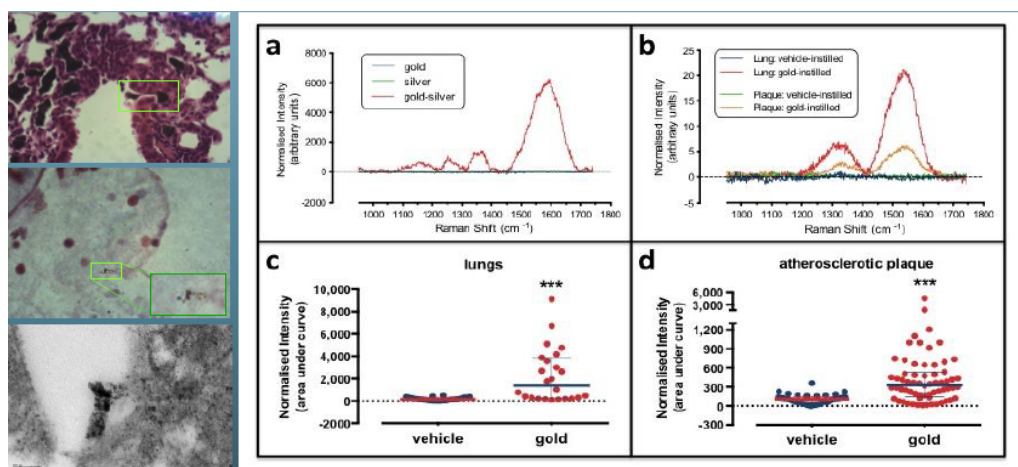 a
8000
6000
4000
2000
0
-2000
Normalised Intensity
(arbitrary units)
gold
silver
gold-silver
1000 1100 1200 1300 1400 1500 1600 1700 1800
Raman Shift (cm⁻¹)
b
25
20
15
10
5
0
-5
Normalised Intensity
(arbitrary units)
Lung: vehicle-instilled
Lung: gold-instilled
Plaque: vehicle-instilled
Plaque: gold-instilled
1000 1100 1200 1300 1400 1500 1600 1700 1800
Raman Shift (cm⁻¹)
c
lungs
10,000
8,000
6,000
4,000
2,000
0
-2000
Normalised Intensity
(area under curve)
***
vehicle gold
d
atherosclerotic plaque
6,000
3,000
1,200
900
600
300
0
-300
Normalised Intensity
(area under curve)
***
vehicle gold